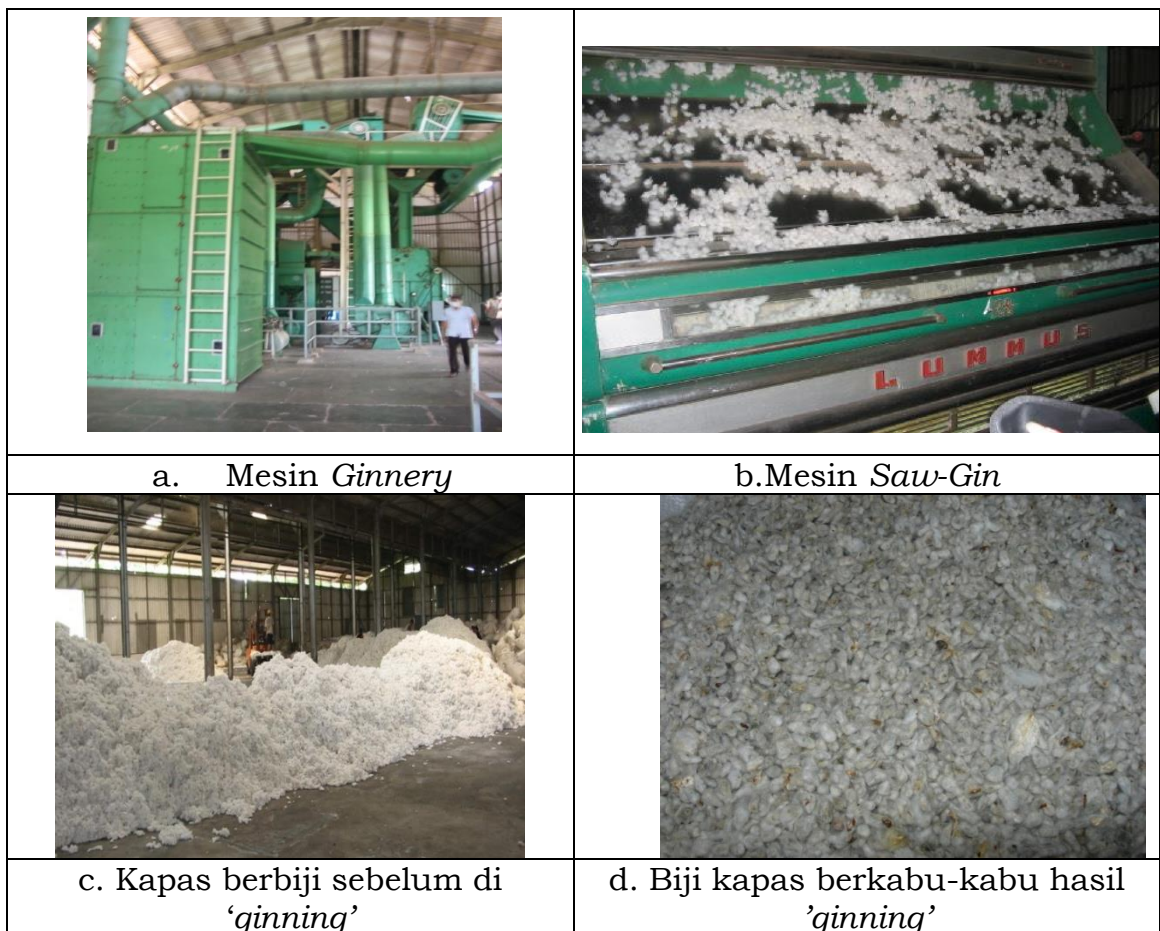 LUMMUS
a. Mesin Ginnery
b.Mesin Saw-Gin
c. Kapas berbiji sebelum di
‘ginning’
d. Biji kapas berkabu-kabu hasil
’ginning’